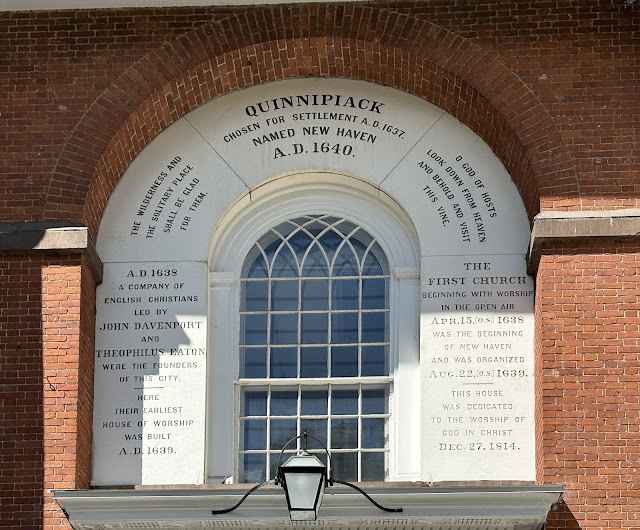 QUINNIPIACK
CHOSEN FOR SETTLEMENT A.D. 1637.
NAMED NEW HAVEN
A.D. 1640.
THE WILDERNESS AND
THE SOLITARY PLACE
SHALL BE GLAD
FOR THEM.
O GOD OF HOSTS
LOOK DOWN FROM HEAVEN
AND BEHOLD AND VISIT
THIS VINE.
A.D. 1638
A COMPANY OF
ENGLISH CHRISTIANS
LED BY
JOHN DAVENPORT
AND
THEOPHILUS EATON
WERE THE FOUNDERS
OF THIS CITY.
HERE
THEIR EARLIEST
HOUSE OF WORSHIP
WAS BUILT
A.D. 1639.
THE
FIRST CHURCH
BEGINNING WITH WORSHIP
IN THE OPEN AIR
APR. 15, (O.S.) 1638
WAS THE BEGINNING
OF NEW HAVEN
AND WAS ORGANIZED
AUG. 22, (O.S.) 1639.
THIS HOUSE
WAS DEDICATED
TO THE WORSHIP OF
GOD IN CHRIST
DEC. 27, 1814.